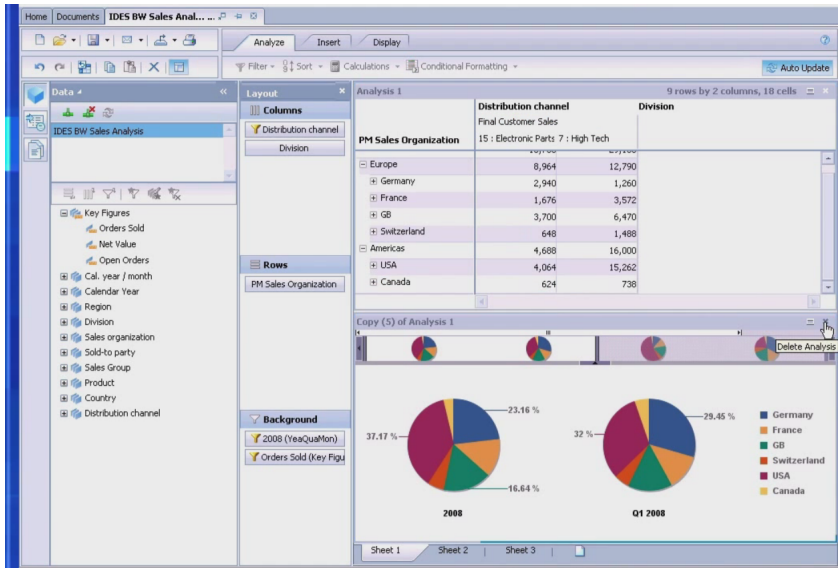 Home Documents IDES BW Sales Anal... ...
Analyze Insert Display
Filter Sort Calculations Conditional Formatting Auto Update
Data
IDES BW Sales Analysis
Key Figures
Orders Sold
Net Value
Open Orders
Cal. year / month
Calendar Year
Region
Division
Sales organization
Sold-to party
Sales Group
Product
Country
Distribution channel
Layout
Columns
Distribution channel
Division
Rows
PM Sales Organization
Background
2008 (YeaQuaMon)
Orders Sold (Key Figu
Analysis 1 9 rows by 2 columns, 18 cells
Distribution channel Division
Final Customer Sales
PM Sales Organization 15 : Electronic Parts 7 : High Tech
Europe 8,964 12,790
Germany 2,940 1,260
France 1,676 3,572
GB 3,700 6,470
Switzerland 648 1,488
Americas 4,688 16,000
USA 4,064 15,262
Canada 624 738
Copy (5) of Analysis 1
Delete Analysis
23.16 %
37.17 %
16.64 %
2008
29.45 %
32 %
Q1 2008
Germany
France
GB
Switzerland
USA
Canada
Sheet 1 Sheet 2 | Sheet 3 |